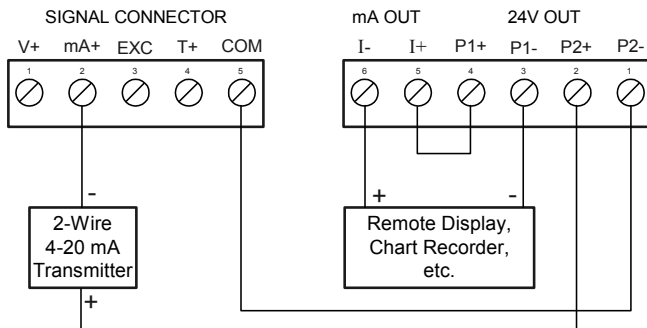 SIGNAL CONNECTOR
mA OUT 24V OUT
V+ mA+ EXC T+ COM
I- I+ P1+ P1- P2+ P2-
1 2 3 4 5
6 5 4 3 2 1
-
+ -
2-Wire
4-20 mA
Transmitter
Remote Display,
Chart Recorder,
etc.
+